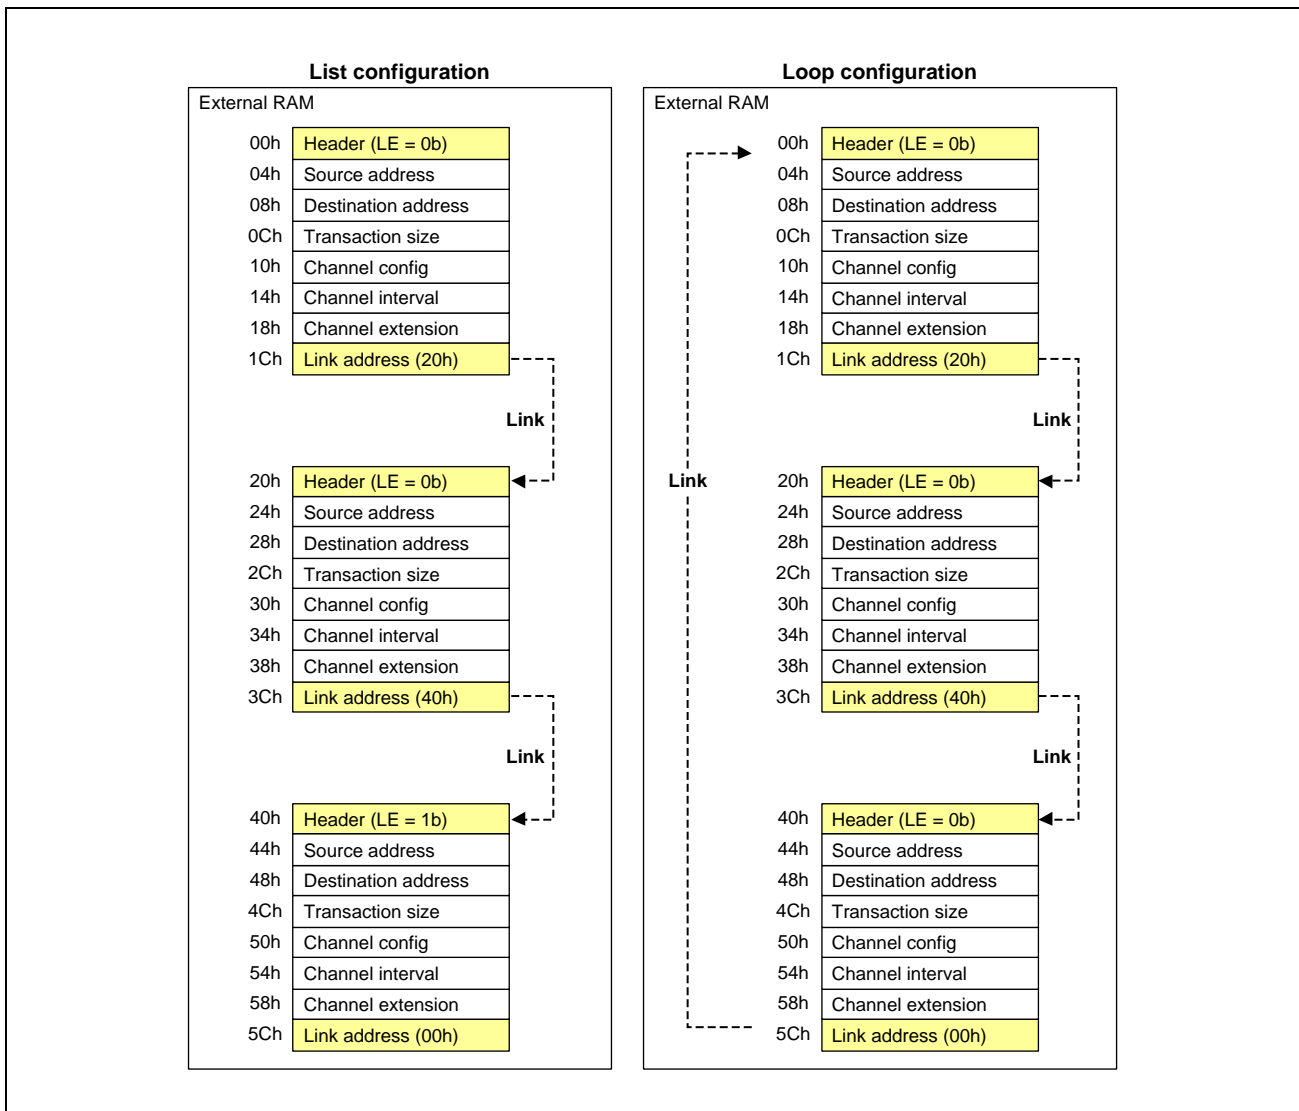 List configuration
External RAM
00h Header (LE = 0b)
04h Source address
08h Destination address
0Ch Transaction size
10h Channel config
14h Channel interval
18h Channel extension
1Ch Link address (20h)
Link
20h Header (LE = 0b)
24h Source address
28h Destination address
2Ch Transaction size
30h Channel config
34h Channel interval
38h Channel extension
3Ch Link address (40h)
Link
40h Header (LE = 1b)
44h Source address
48h Destination address
4Ch Transaction size
50h Channel config
54h Channel interval
58h Channel extension
5Ch Link address (00h)
Loop configuration
External RAM
00h Header (LE = 0b)
04h Source address
08h Destination address
0Ch Transaction size
10h Channel config
14h Channel interval
18h Channel extension
1Ch Link address (20h)
Link
Link
20h Header (LE = 0b)
24h Source address
28h Destination address
2Ch Transaction size
30h Channel config
34h Channel interval
38h Channel extension
3Ch Link address (40h)
Link
40h Header (LE = 0b)
44h Source address
48h Destination address
4Ch Transaction size
50h Channel config
54h Channel interval
58h Channel extension
5Ch Link address (00h)